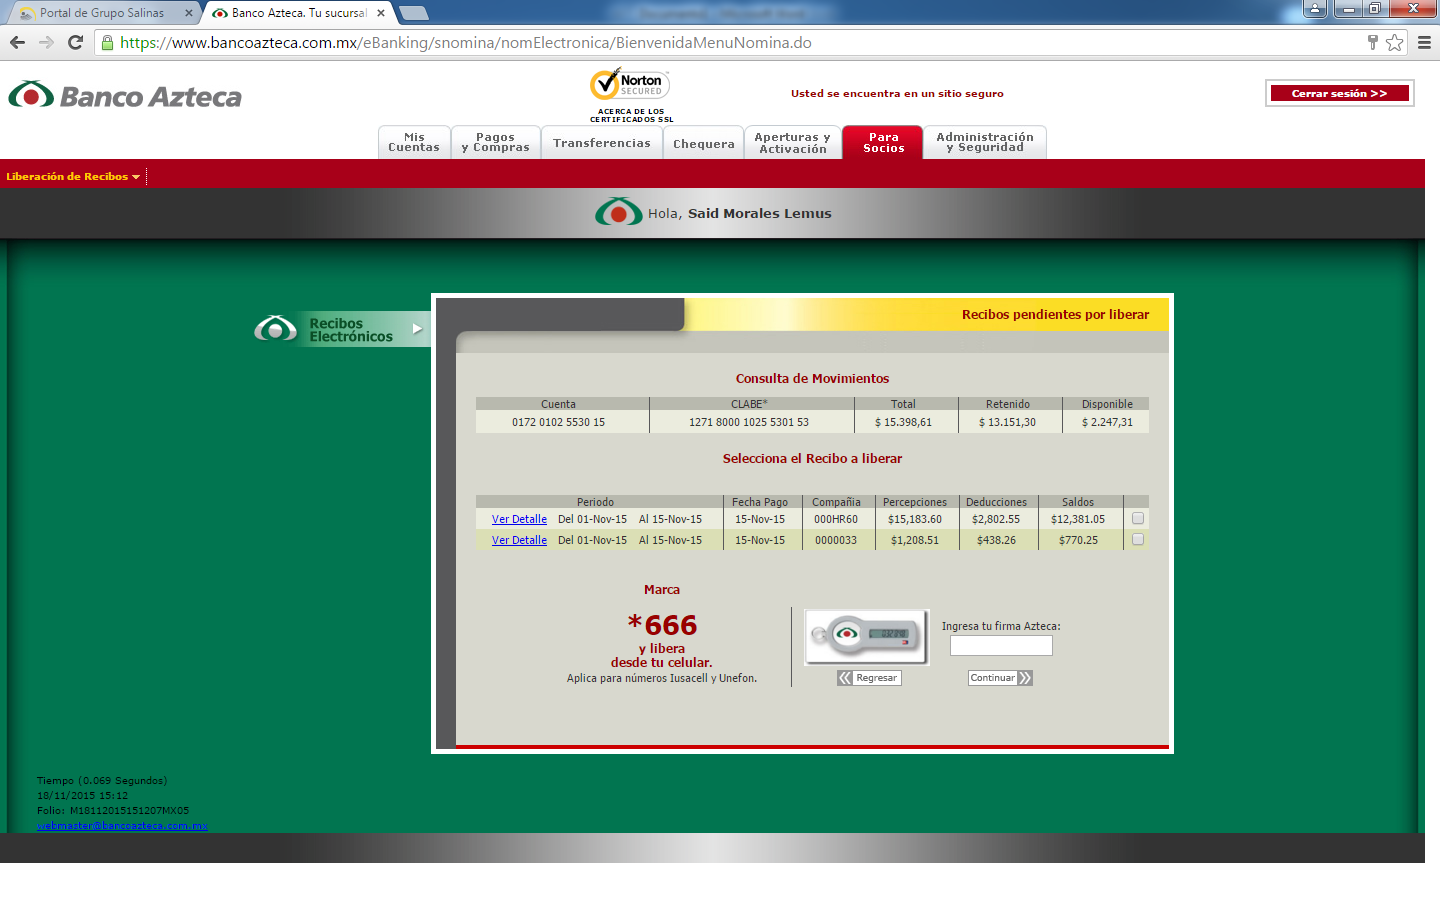 Portal de Grupo Salinas
Banco Azteca. Tu sucursal
https://www.bancoazteca.com.mx/eBanking/snomina/nomElectronica/BienvenidaMenuNomina.do
Banco Azteca
Norton
SECURED
ACERCA DE LOS
CERTIFICADOS SSL
Usted se encuentra en un sitio seguro
Cerrar sesión >>
Mis Cuentas
Pagos y Compras
Transferencias
Chequera
Aperturas y Activación
Para Socios
Administración y Seguridad
Liberación de Recibos
Hola, Said Morales Lemus
Recibos
Electrónicos
Recibos pendientes por liberar
Consulta de Movimientos
Cuenta CLABE* Total Retenido Disponible
0172 0102 5530 15 1271 8000 1025 5301 53 $ 15.398,61 $ 13.151,30 $ 2.247,31
Selecciona el Recibo a liberar
Periodo Fecha Pago Compañia Percepciones Deducciones Saldos
Ver Detalle Del 01-Nov-15 Al 15-Nov-15 15-Nov-15 000HR60 $15,183.60 $2,802.55 $12,381.05
Ver Detalle Del 01-Nov-15 Al 15-Nov-15 15-Nov-15 0000033 $1,208.51 $438.26 $770.25
Marca
*666
y libera
desde tu celular.
Aplica para números Iusacell y Unefon.
Ingresa tu firma Azteca:
Regresar
Continuar
Tiempo (0.069 Segundos)
18/11/2015 15:12
Folio: M18112015151207MX05
webmaster@bancoazteca.com.mx